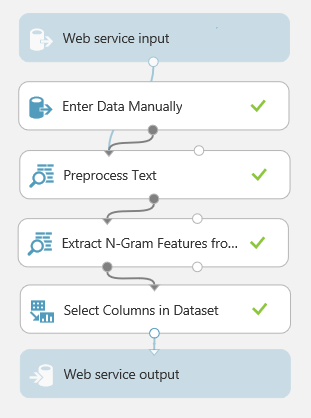 Web service input
Enter Data Manually
Preprocess Text
Extract N-Gram Features fro...
Select Columns in Dataset
Web service output